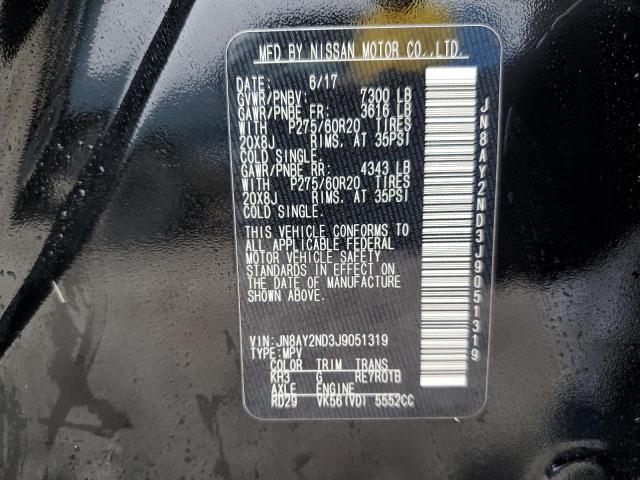 MFD BY NISSAN MOTOR CO.,LTD.
DATE: 6/17
GVWR/PNBV: 7300 LB
GAWR/PNBE FR: 3616 LB
WITH P275/60R20 TIRES
20X8J RIMS. AT 35PSI
COLD SINGLE.
GAWR/PNBE RR: 4343 LB
WITH P275/60R20 TIRES
20X8J RIMS. AT 35PSI
COLD SINGLE.
THIS VEHICLE CONFORMS TO
ALL APPLICABLE FEDERAL
MOTOR VEHICLE SAFETY
STANDARDS IN EFFECT ON
THE DATE OF MANUFACTURE
SHOWN ABOVE.
VIN:JN8AY2ND3J9051319
TYPE:MPV
COLOR TRIM TRANS
KH3 G RE7R01B
AXLE ENGINE
RD29 VK56(VD) 5552CC
JN8AY2ND3J9051319